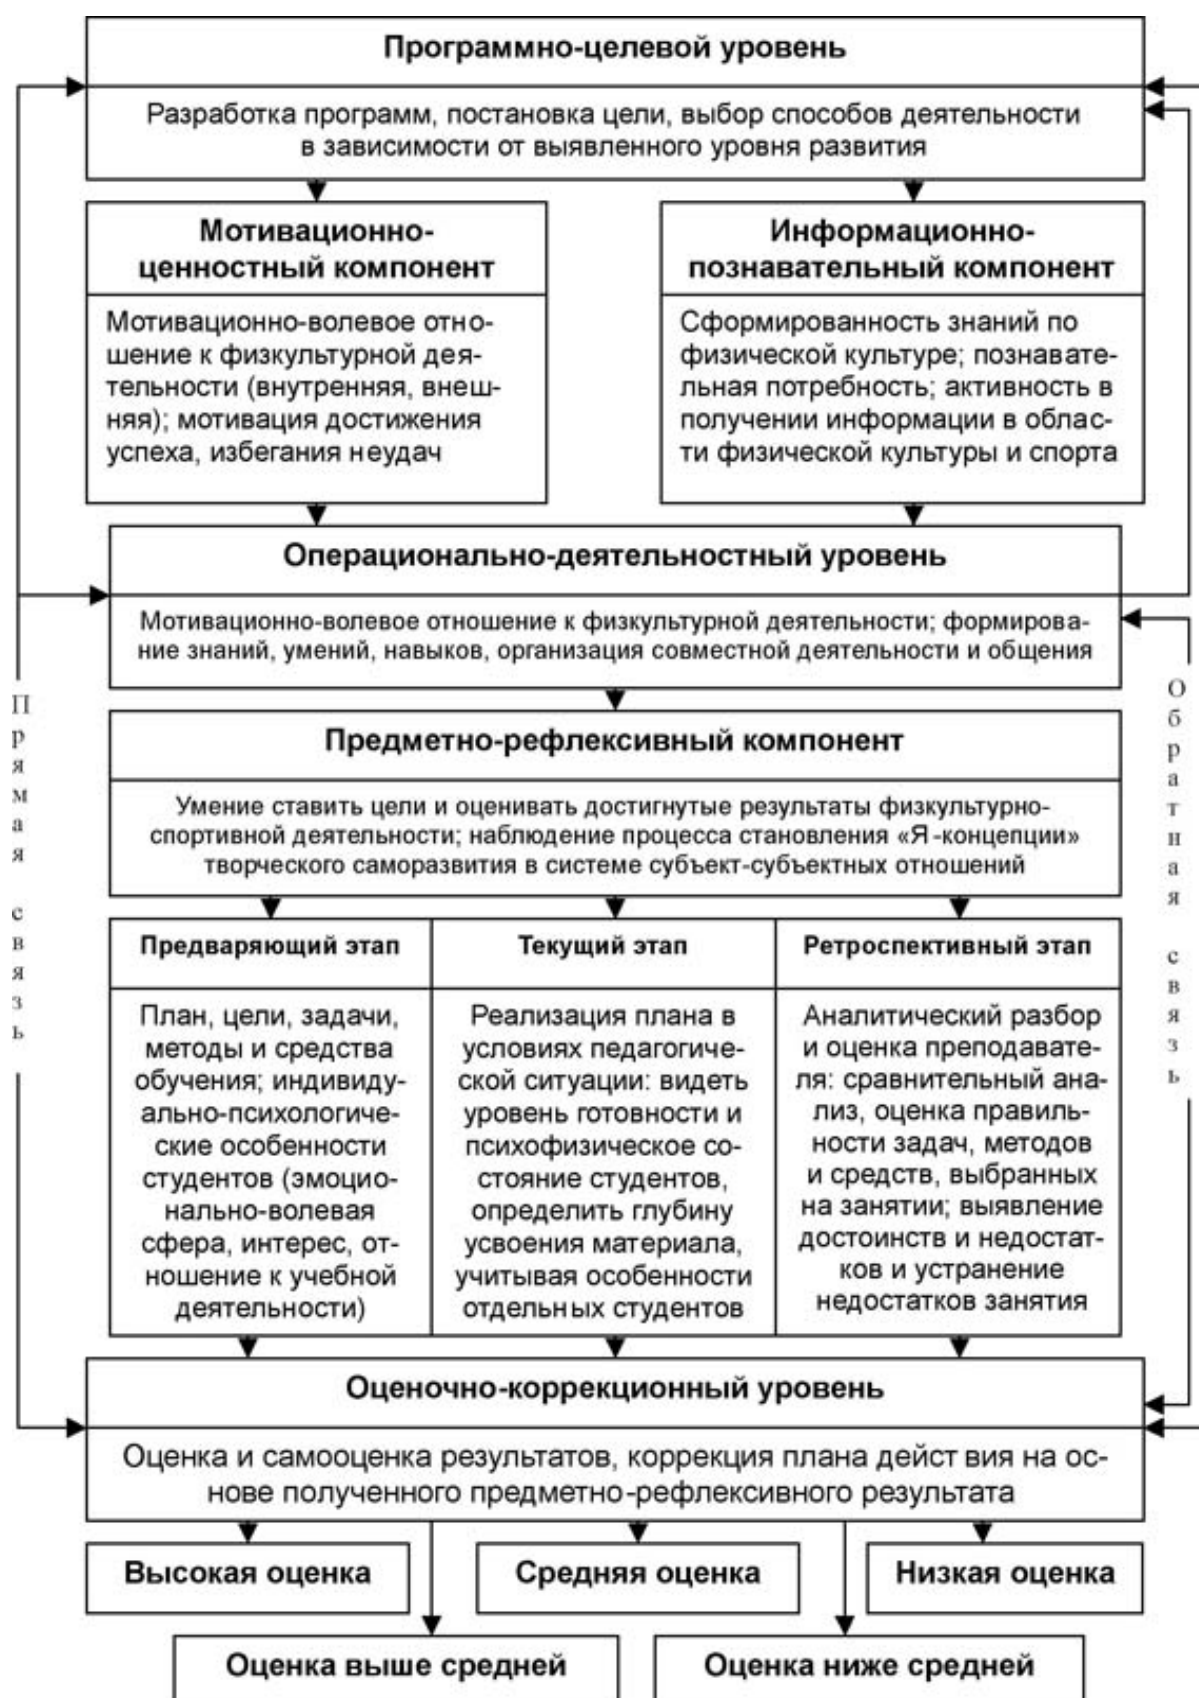 Программно-целевой уровень
Разработка программ, постановка цели, выбор способов деятельности
в зависимости от выявленного уровня развития
Мотивационно-
ценностный компонент
Мотивационно-волевое отно-
шение к физкультурной дея-
тельности (внутренняя, внеш-
няя); мотивация достижения
успеха, избегания неудач
Информационно-
познавательный компонент
Сформированность знаний по
физической культуре; познавате-
льная потребность; активность в
получении информации в облас-
ти физической культуры и спорта
Операционально-деятельностный уровень
Мотивационно-волевое отношение к физкультурной деятельности; формирова-
ние знаний, умений, навыков, организация совместной деятельности и общения
Прямая связь
Обратная связь
Предметно-рефлексивный компонент
Умение ставить цели и оценивать достигнутые результаты физкультурно-
спортивной деятельности; наблюдение процесса становления «Я-концепции»
творческого саморазвития в системе субъект-субъектных отношений
Предваряющий этап
План, цели, задачи,
методы и средства
обучения; индивиду-
ально-психологиче-
ские особенности
студентов (эмоцио-
нально-волевая
сфера, интерес, от-
ношение к учебной
деятельности)
Текущий этап
Реализация плана в
условиях педагогиче-
ской ситуации: видеть
уровень готовности и
психофизическое со-
стояние студентов,
определить глубину
усвоения материала,
учитывая особенности
отдельных студентов
Ретроспективный этап
Аналитический разбор
и оценка преподавате-
ля: сравнительный ана-
лиз, оценка правиль-
ности задач, методов
и средств, выбранных
на занятии; выявление
достоинств и недостат-
ков и устранение
недостатков занятия
Оценочно-коррекционный уровень
Оценка и самооценка результатов, коррекция плана действия на ос-
нове полученного предметно-рефлексивного результата
Высокая оценка
Средняя оценка
Низкая оценка
Оценка выше средней
Оценка ниже средней